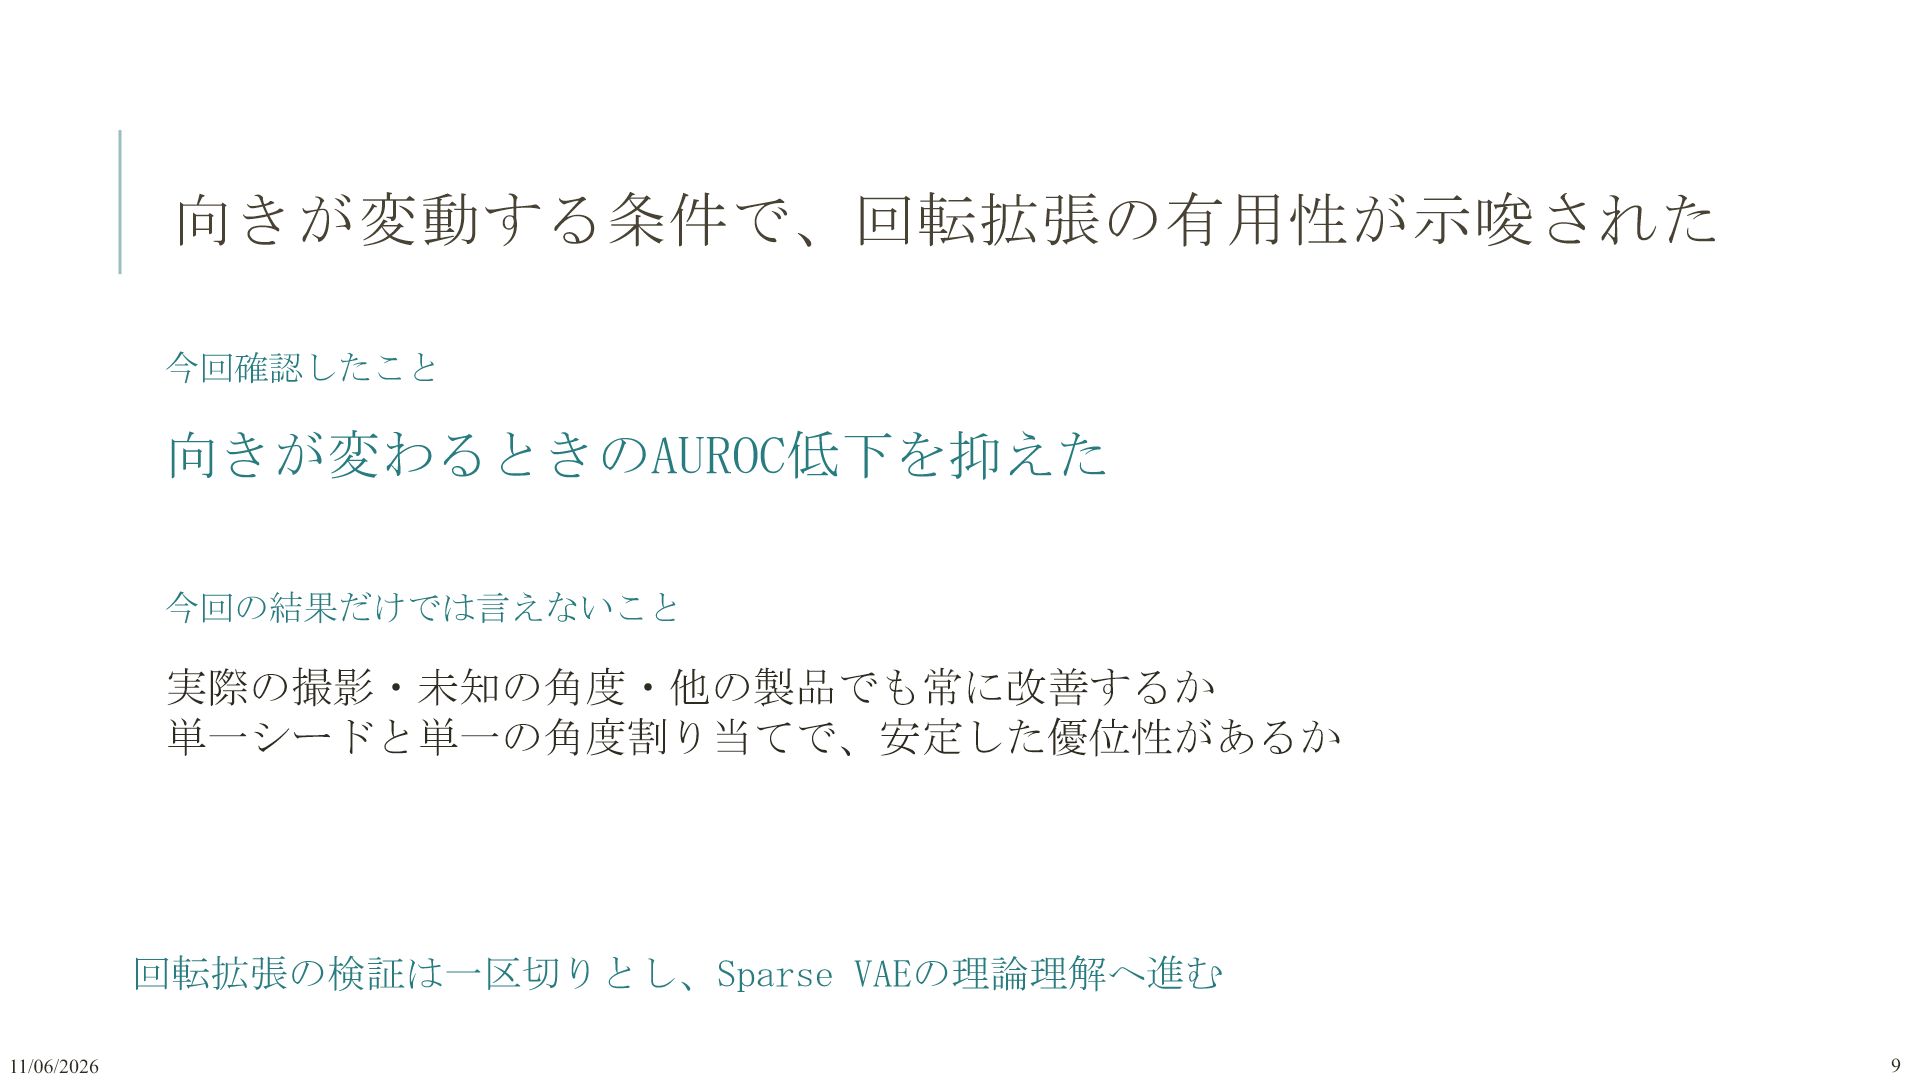 向きが変動する条件で、回転拡張の有用性が示唆された
今回確認したこと
向きが変わるときのAUROC低下を抑えた
今回の結果だけでは言えないこと
実際の撮影・未知の角度・他の製品でも常に改善するか
単一シードと単一の角度割り当てで、安定した優位性があるか
回転拡張の検証は一区切りとし、Sparse VAEの理論理解へ進む
11/06/2026
9